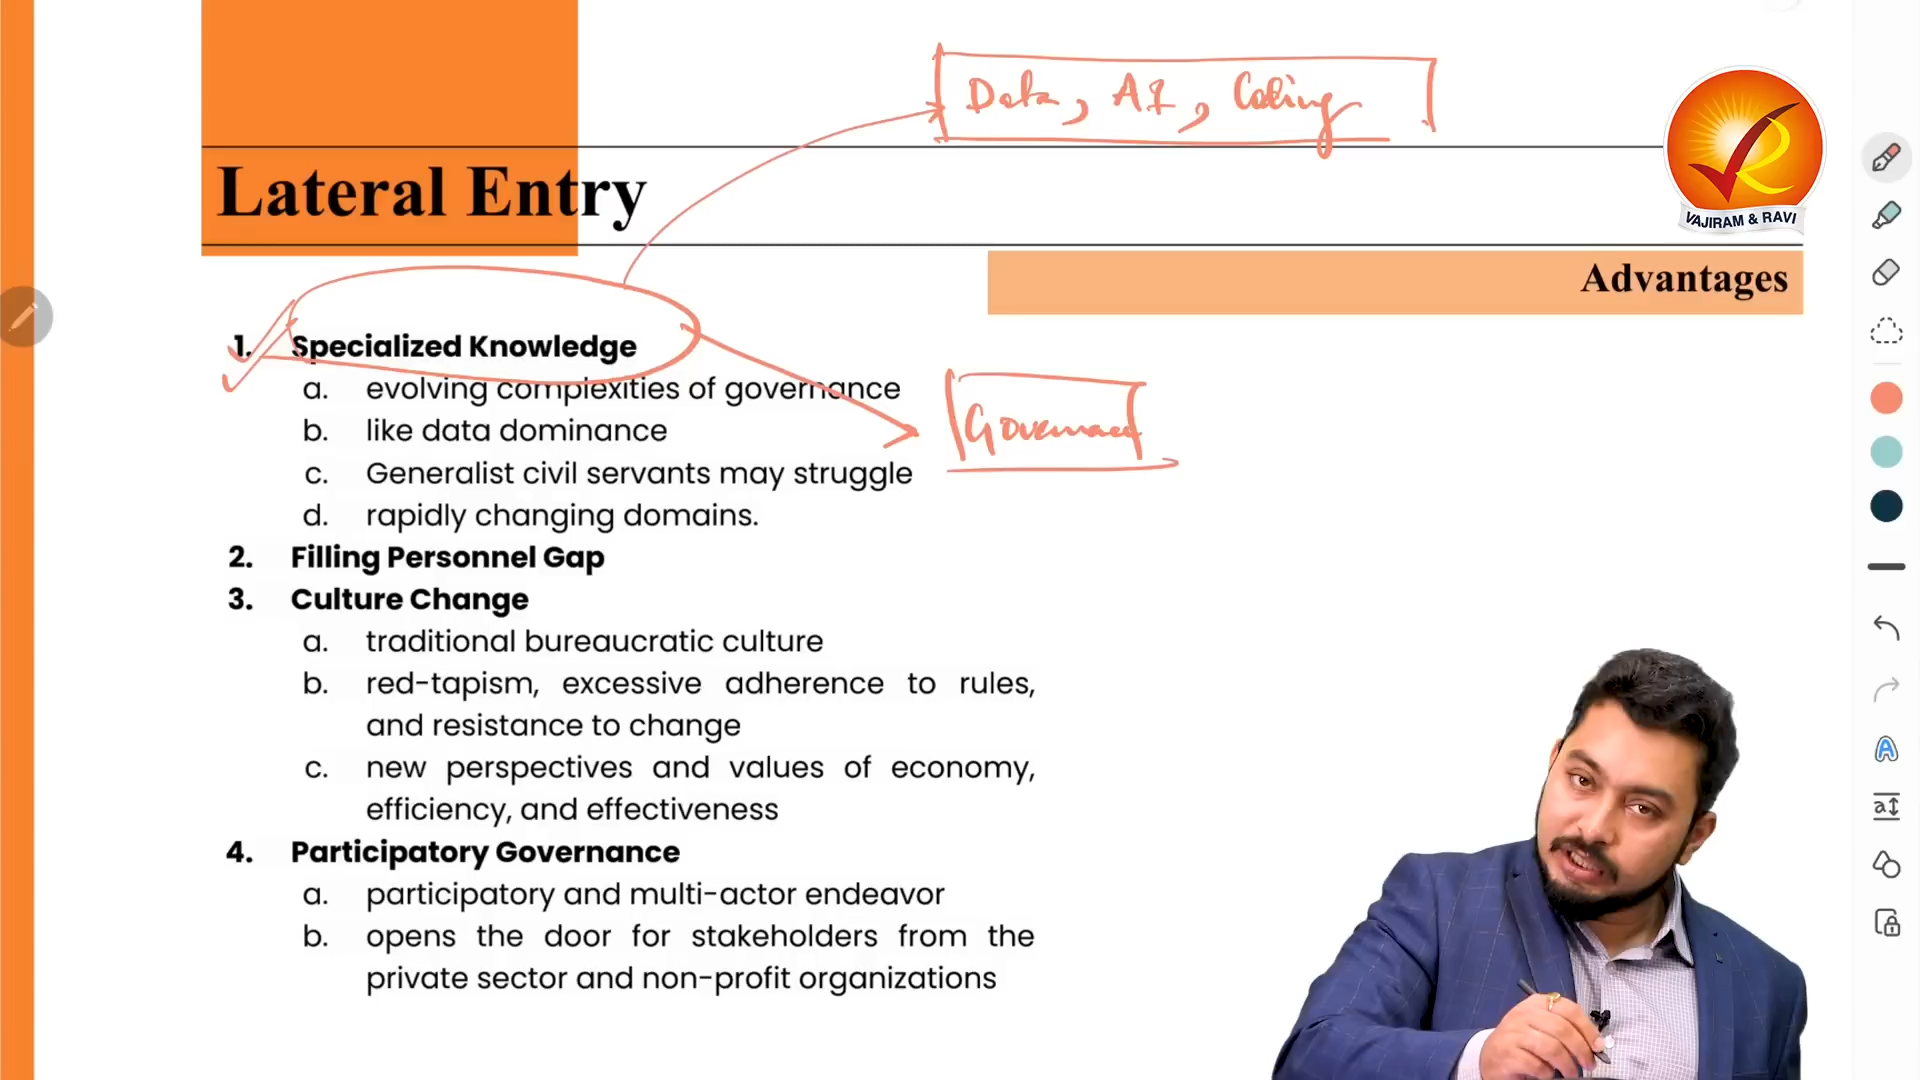 Data, AI, Coding
Lateral Entry
VAJIRAM & RAVI
Advantages
1. Specialized Knowledge
a. evolving complexities of governance
b. like data dominance
Governance
c. Generalist civil servants may struggle
d. rapidly changing domains.
2. Filling Personnel Gap
3. Culture Change
a. traditional bureaucratic culture
b. red-tapism, excessive adherence to rules,
and resistance to change
c. new perspectives and values of economy,
efficiency, and effectiveness
4. Participatory Governance
a. participatory and multi-actor endeavor
b. opens the door for stakeholders from the
private sector and non-profit organizations